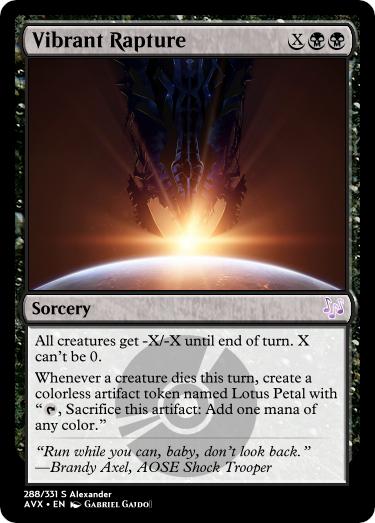 Vibrant Rapture
X
Sorcery
All creatures get -X/-X until end of turn. X
can't be 0.
Whenever a creature dies this turn, create a
colorless artifact token named Lotus Petal with
“, Sacrifice this artifact: Add one mana of
any color.”
“Run while you can, baby, don't look back.”
—Brandy Axel, AOSE Shock Trooper
288/331 S Alexander
AVX • EN Gabriel Gajdo